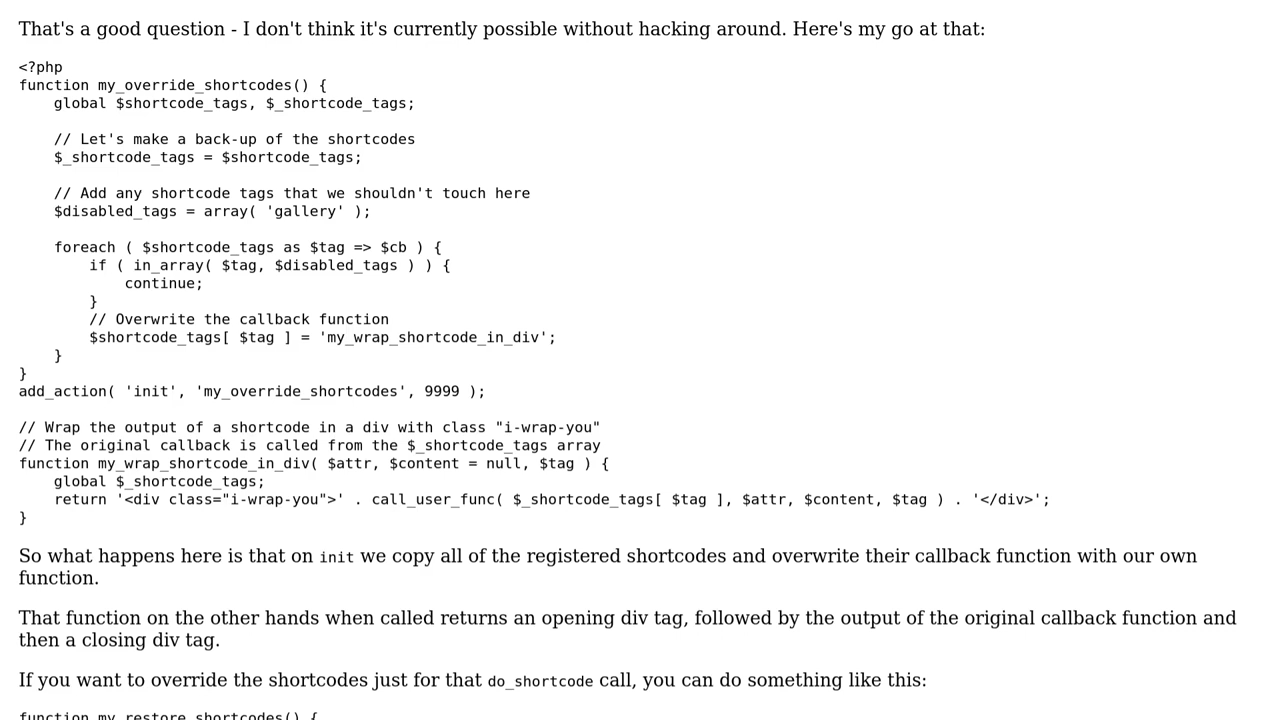 That's a good question - I don't think it's currently possible without hacking around. Here's my go at that:
<?php
function my_override_shortcodes() {
    global $shortcode_tags, $_shortcode_tags;
    // Let's make a back-up of the shortcodes
    $_shortcode_tags = $shortcode_tags;
    // Add any shortcode tags that we shouldn't touch here
    $disabled_tags = array( 'gallery' );
    foreach ( $shortcode_tags as $tag => $cb ) {
        if ( in_array( $tag, $disabled_tags ) ) {
            continue;
        }
        // Overwrite the callback function
        $shortcode_tags[ $tag ] = 'my_wrap_shortcode_in_div';
    }
}
add_action( 'init', 'my_override_shortcodes', 9999 );
// Wrap the output of a shortcode in a div with class "i-wrap-you"
// The original callback is called from the $_shortcode_tags array
function my_wrap_shortcode_in_div( $attr, $content = null, $tag ) {
    global $_shortcode_tags;
    return '<div class="i-wrap-you">' . call_user_func( $_shortcode_tags[ $tag ], $attr, $content, $tag ) . '</div>';
}
So what happens here is that on init we copy all of the registered shortcodes and overwrite their callback function with our own
function.
That function on the other hands when called returns an opening div tag, followed by the output of the original callback function and
then a closing div tag.
If you want to override the shortcodes just for that do_shortcode call, you can do something like this:
function my_restore_shortcodes() {